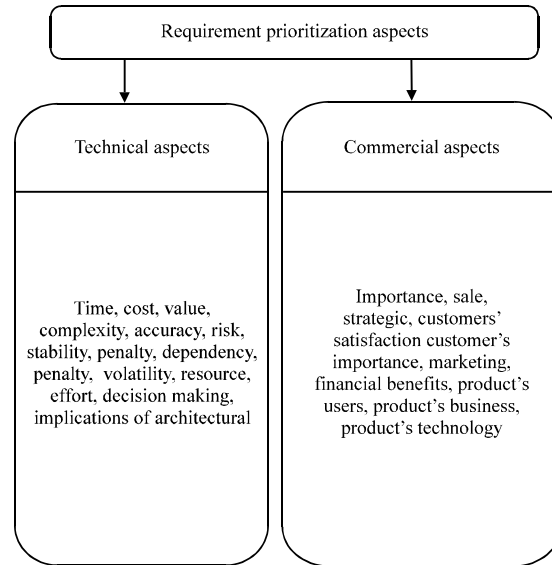 Requirement prioritization aspects
Technical aspects
Time, cost, value,
complexity, accuracy, risk,
stability, penalty, dependency,
penalty, volatility, resource,
effort, decision making,
implications of architectural
Commercial aspects
Importance, sale,
strategic, customers’
satisfaction customer’s
importance, marketing,
financial benefits, product’s
users, product’s business,
product’s technology